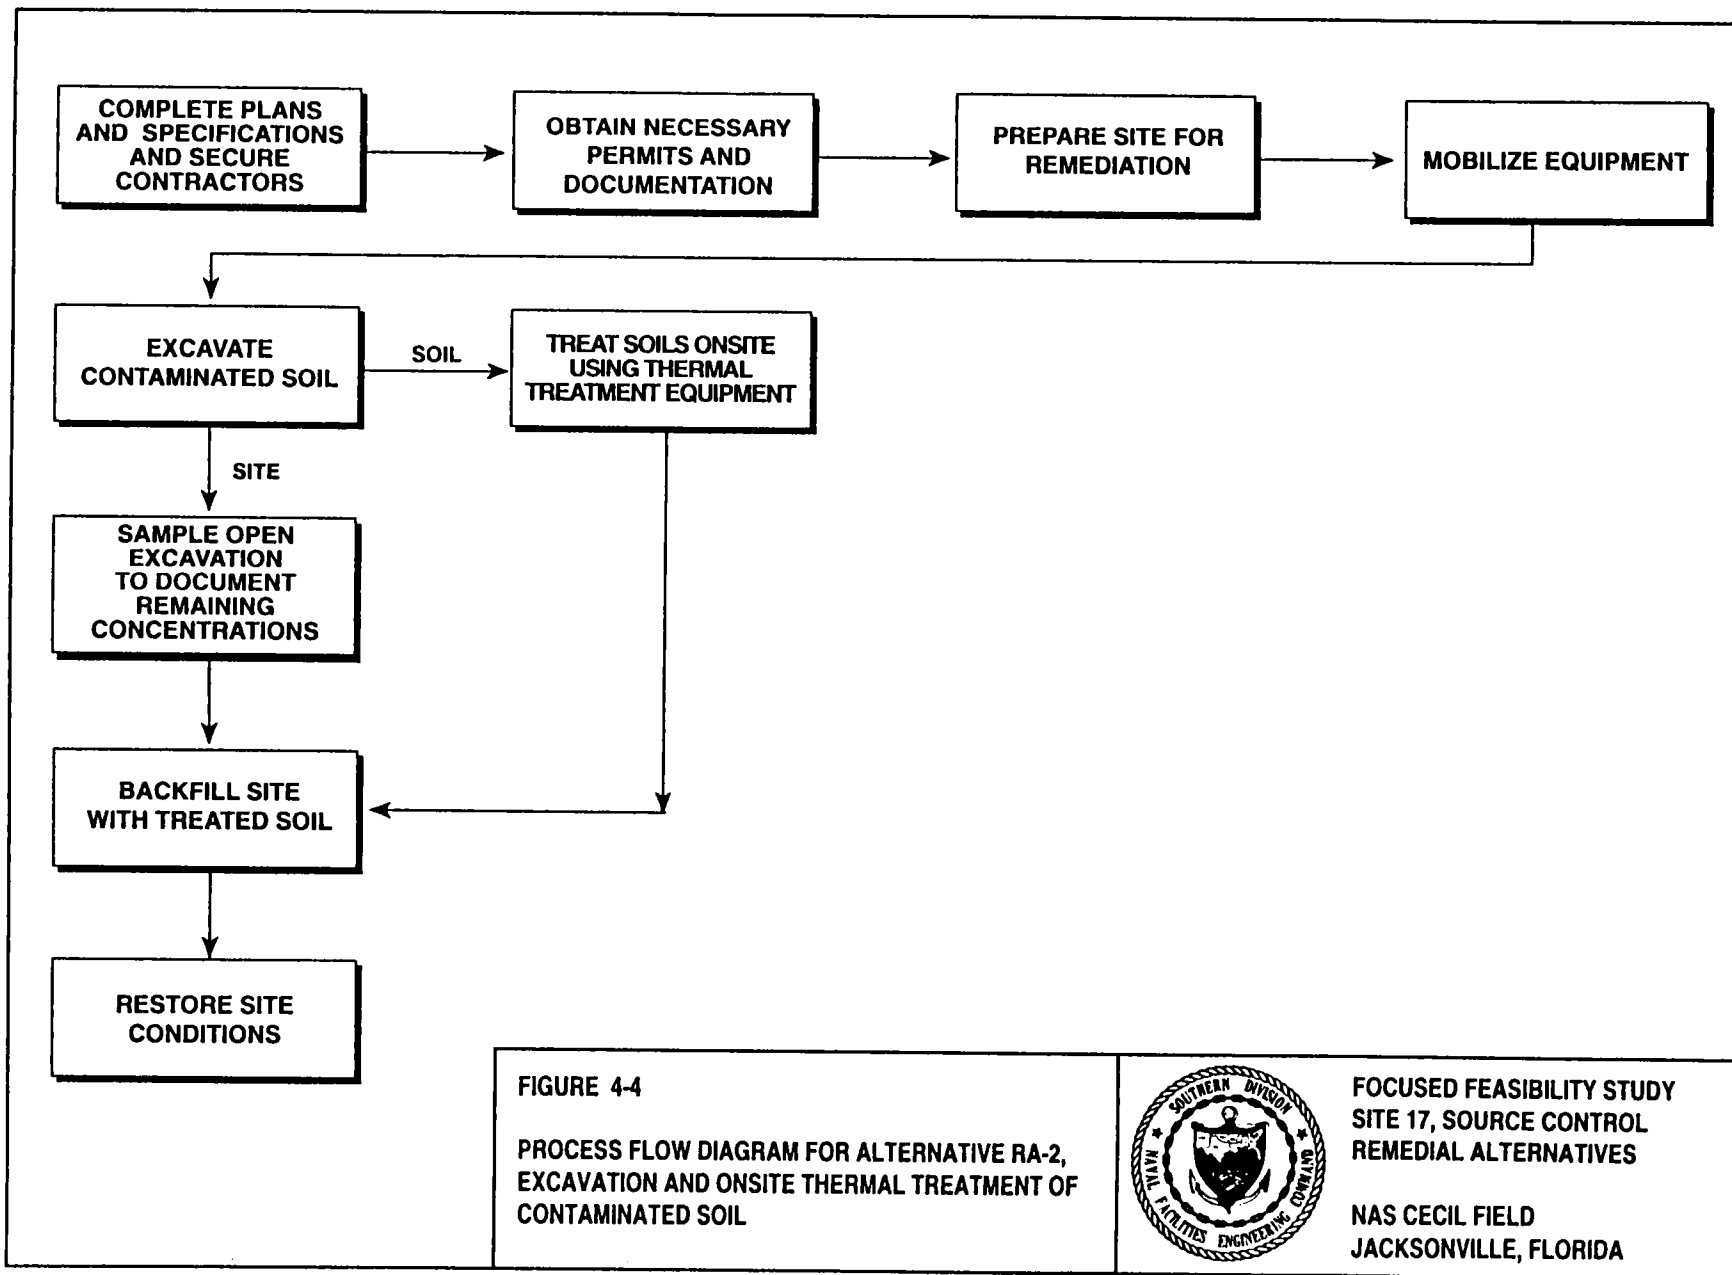 COMPLETE PLANS
AND SPECIFICATIONS
AND SECURE
CONTRACTORS
OBTAIN NECESSARY
PERMITS AND
DOCUMENTATION
PREPARE SITE FOR
REMEDIATION
MOBILIZE EQUIPMENT
EXCAVATE
CONTAMINATED SOIL
SOIL
TREAT SOILS ONSITE
USING THERMAL
TREATMENT EQUIPMENT
SITE
SAMPLE OPEN
EXCAVATION
TO DOCUMENT
REMAINING
CONCENTRATIONS
BACKFILL SITE
WITH TREATED SOIL
RESTORE SITE
CONDITIONS
FIGURE 4-4
PROCESS FLOW DIAGRAM FOR ALTERNATIVE RA-2,
EXCAVATION AND ONSITE THERMAL TREATMENT OF
CONTAMINATED SOIL
SOUTHERN DIVISION
NAVAL FACILITIES ENGINEERING COMMAND
FOCUSED FEASIBILITY STUDY
SITE 17, SOURCE CONTROL
REMEDIAL ALTERNATIVES
NAS CECIL FIELD
JACKSONVILLE, FLORIDA